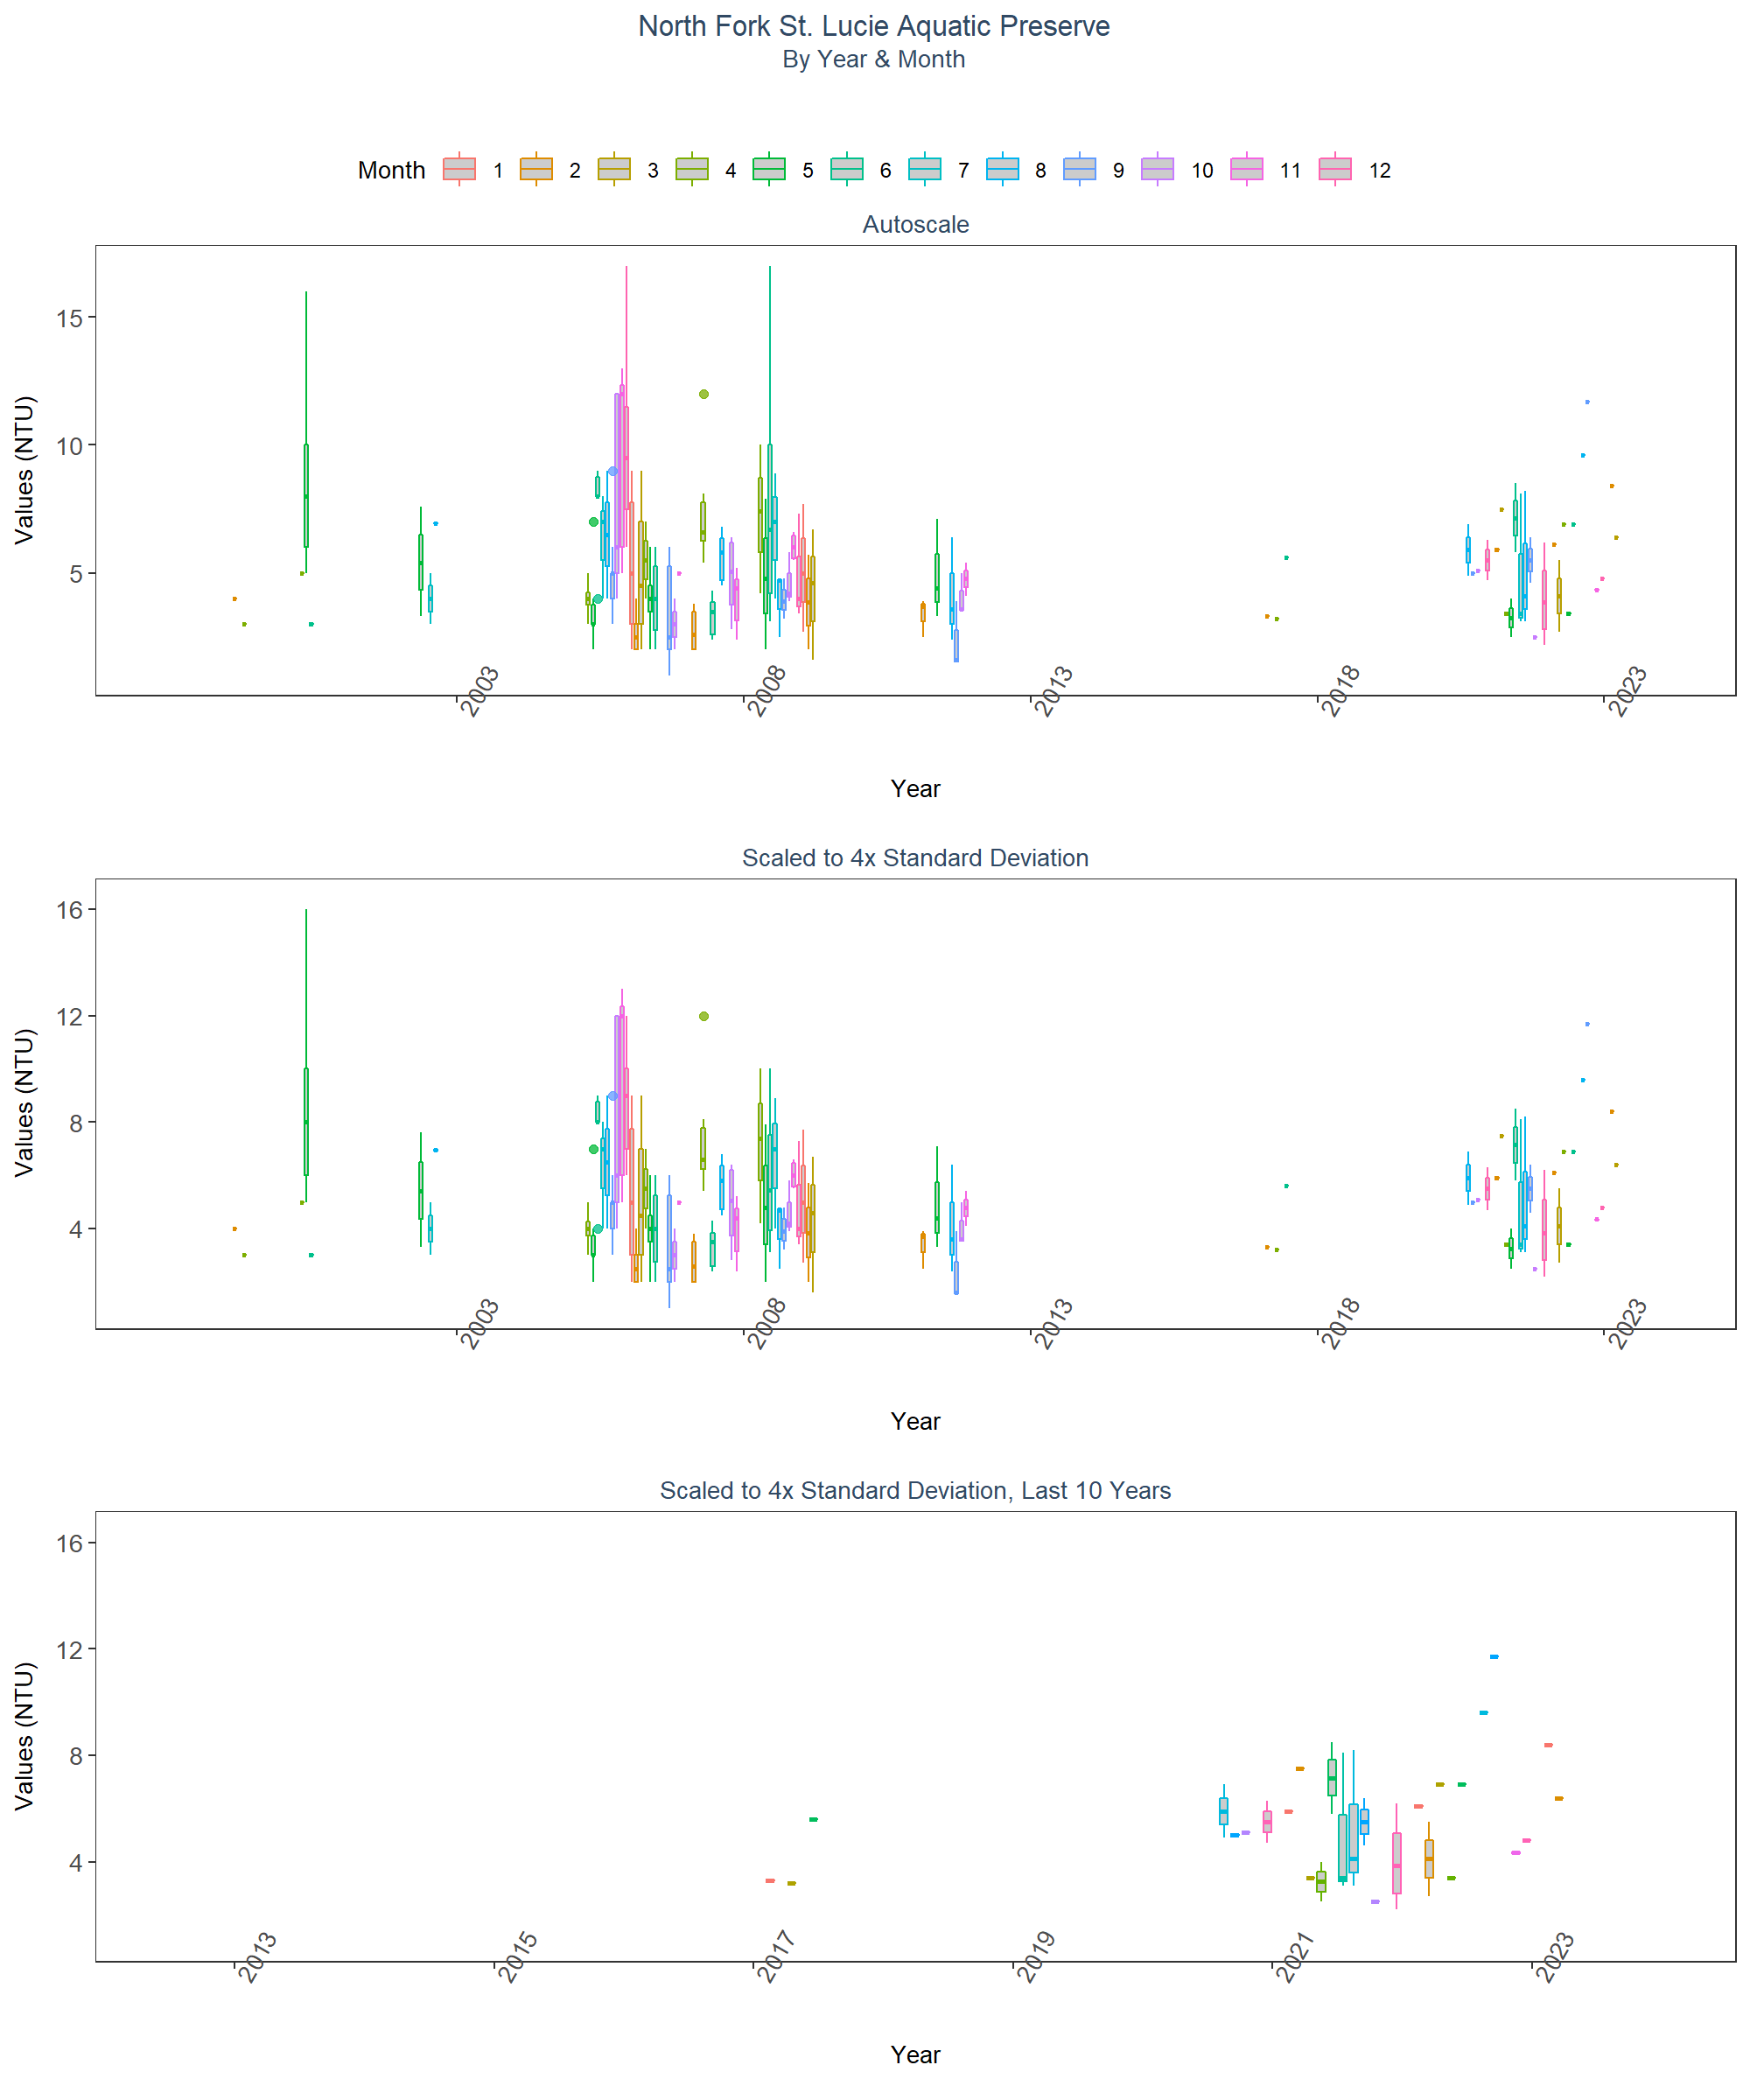 North Fork St. Lucie Aquatic Preserve
By Year & Month
Month 1 2 3 4 5 6 7 8 9 10 11 12
Autoscale
Values (NTU)
15
10
5
2003 2008 2013 2018 2023
Year
Scaled to 4x Standard Deviation
Values (NTU)
16
12
8
4
2003 2008 2013 2018 2023
Year
Scaled to 4x Standard Deviation, Last 10 Years
Values (NTU)
16
12
8
4
2013 2015 2017 2019 2021 2023
Year